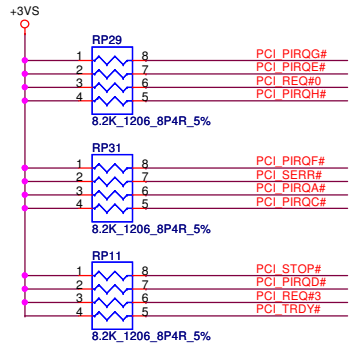 +3VS
RP29
1 8 PCI_PIRQG#
2 7 PCI_PIRQE#
3 6 PCI_REQ#0
4 5 PCI_PIRQH#
8.2K_1206_8P4R_5%
RP31
1 8 PCI_PIRQF#
2 7 PCI_SERR#
3 6 PCI_PIRQA#
4 5 PCI_PIRQC#
8.2K_1206_8P4R_5%
RP11
1 8 PCI_STOP#
2 7 PCI_PIRQD#
3 6 PCI_REQ#3
4 5 PCI_TRDY#
8.2K_1206_8P4R_5%